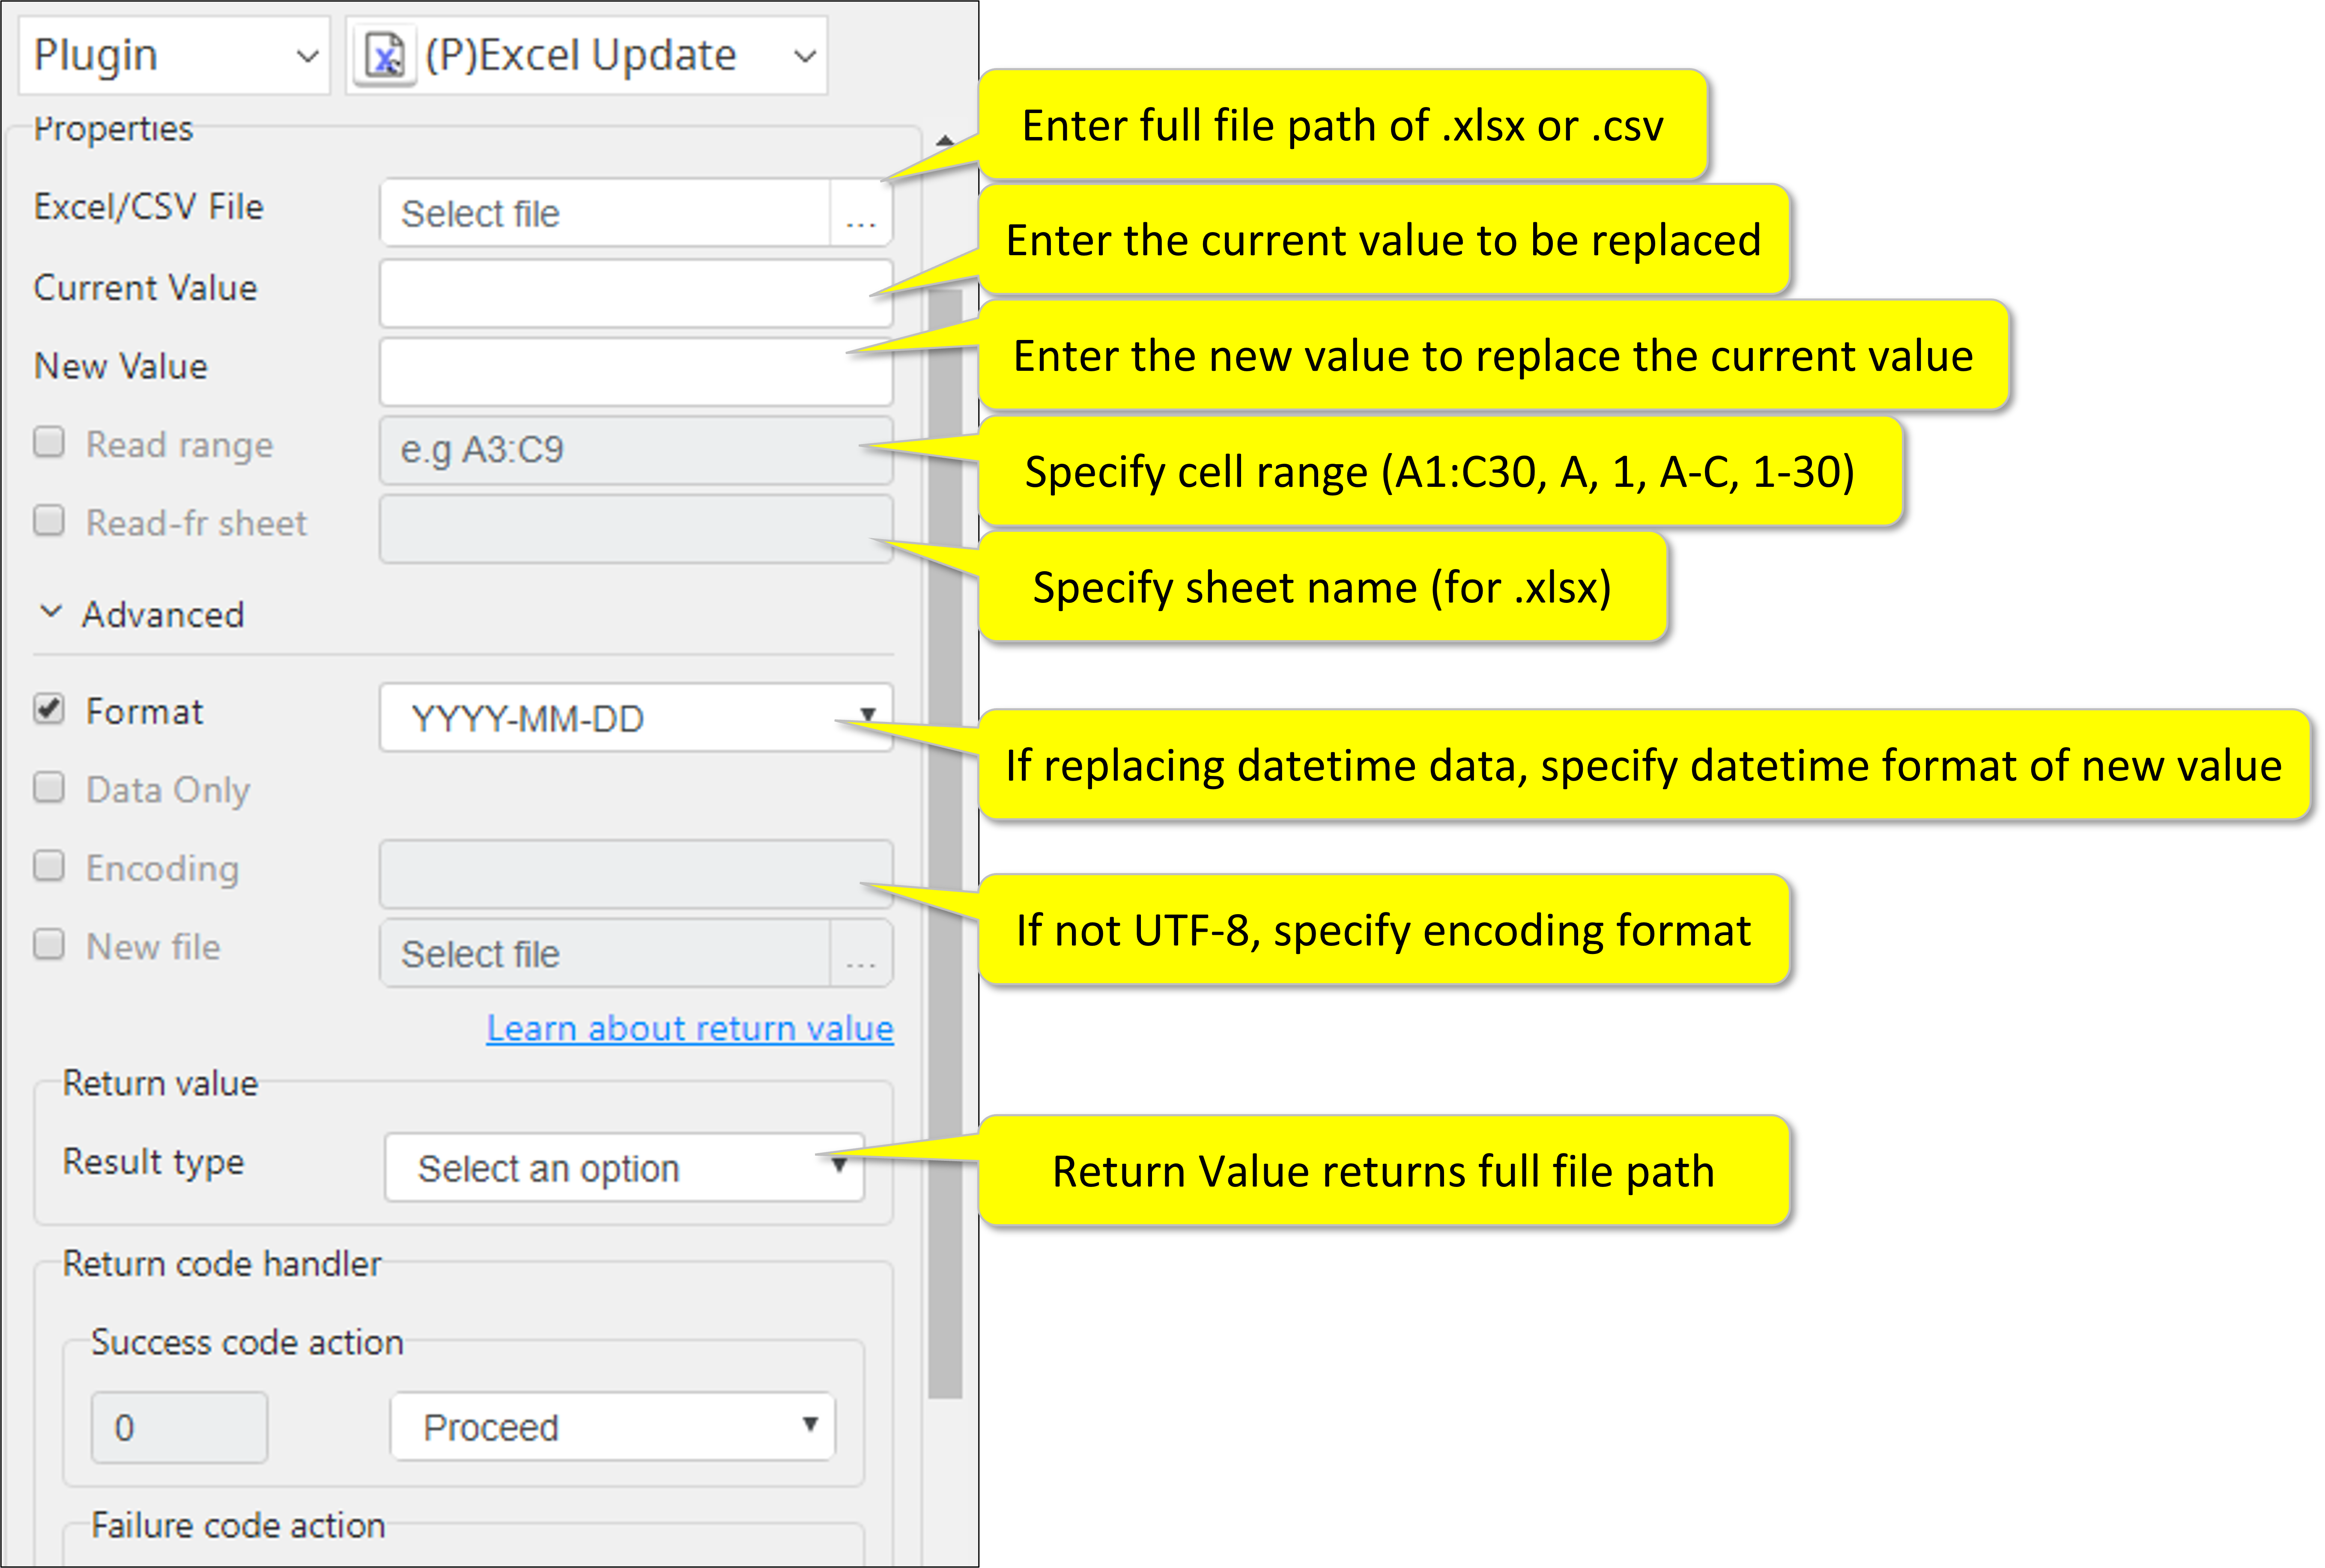 Plugin
(P)Excel Update
Properties
Enter full file path of .xlsx or .csv
Excel/CSV File
Select file
...
Enter the current value to be replaced
Current Value
Enter the new value to replace the current value
New Value
Read range
e.g A3:C9
Specify cell range (A1:C30, A, 1, A-C, 1-30)
Read-fr sheet
Specify sheet name (for .xlsx)
Advanced
Format
YYYY-MM-DD
If replacing datetime data, specify datetime format of new value
Data Only
Encoding
If not UTF-8, specify encoding format
New file
Select file
...
Learn about return value
Return value
Result type
Select an option
Return Value returns full file path
Return code handler
Success code action
0
Proceed
Failure code action